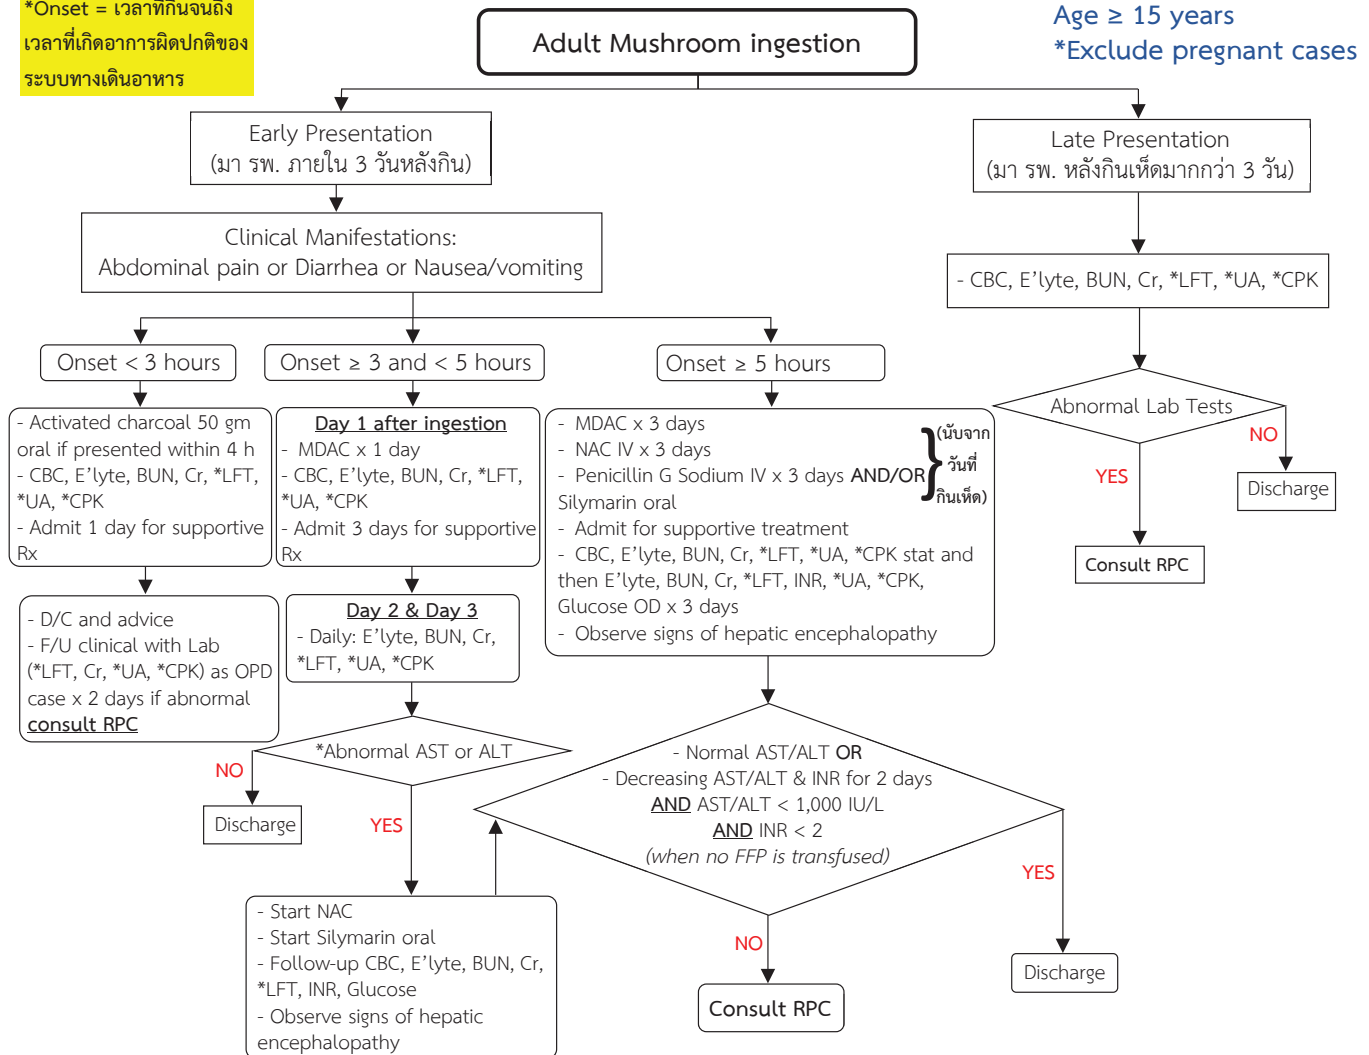 *Onset = เวลาที่กินจนถึง
เวลาที่เกิดอาการผิดปกติของ
ระบบทางเดินอาหาร
Adult Mushroom ingestion
Age ≥ 15 years
*Exclude pregnant cases
Early Presentation
(มา รพ. ภายใน 3 วันหลังกิน)
Late Presentation
(มา รพ. หลังกินเห็ดมากกว่า 3 วัน)
Clinical Manifestations:
Abdominal pain or Diarrhea or Nausea/vomiting
- CBC, E'lyte, BUN, Cr, *LFT, *UA, *CPK
Onset < 3 hours
Onset ≥ 3 and < 5 hours
Onset ≥ 5 hours
Abnormal Lab Tests
NO
YES
Discharge
Consult RPC
- Activated charcoal 50 gm
oral if presented within 4 h
- CBC, E'lyte, BUN, Cr, *LFT,
*UA, *CPK
- Admit 1 day for supportive
Rx
Day 1 after ingestion
- MDAC x 1 day
- CBC, E'lyte, BUN, Cr, *LFT,
*UA, *CPK
- Admit 3 days for supportive
Rx
- MDAC x 3 days
- NAC IV x 3 days
- Penicillin G Sodium IV x 3 days AND/OR
Silymarin oral
- Admit for supportive treatment
- CBC, E'lyte, BUN, Cr, *LFT, *UA, *CPK stat and
then E'lyte, BUN, Cr, *LFT, INR, *UA, *CPK,
Glucose OD x 3 days
- Observe signs of hepatic encephalopathy
(นับจาก
วันที่
กินเห็ด)
- D/C and advice
- F/U clinical with Lab
(*LFT, Cr, *UA, *CPK) as OPD
case x 2 days if abnormal
consult RPC
Day 2 & Day 3
- Daily: E'lyte, BUN, Cr,
*LFT, *UA, *CPK
*Abnormal AST or ALT
NO
Discharge
YES
- Start NAC
- Start Silymarin oral
- Follow-up CBC, E'lyte, BUN, Cr,
*LFT, INR, Glucose
- Observe signs of hepatic
encephalopathy
- Normal AST/ALT OR
- Decreasing AST/ALT & INR for 2 days
AND AST/ALT < 1,000 IU/L
AND INR < 2
(when no FFP is transfused)
YES
NO
Discharge
Consult RPC